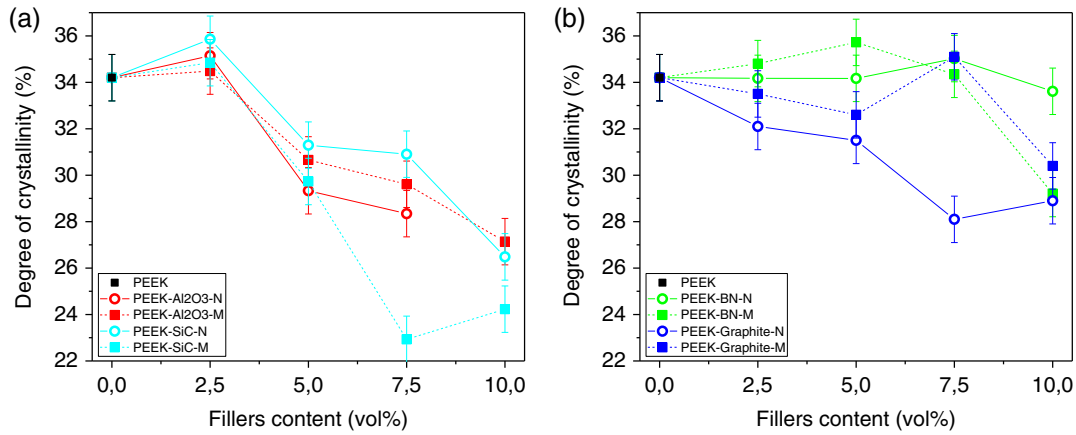 (a)
Degree of crystallinity (%)
36
34
32
30
28
26
24
22
PEEK
PEEK-Al2O3-N
PEEK-Al2O3-M
PEEK-SiC-N
PEEK-SiC-M
0,0 2,5 5,0 7,5 10,0
Fillers content (vol%)
(b)
Degree of crystallinity (%)
36
34
32
30
28
26
24
22
PEEK
PEEK-BN-N
PEEK-BN-M
PEEK-Graphite-N
PEEK-Graphite-M
0,0 2,5 5,0 7,5 10,0
Fillers content (vol%)